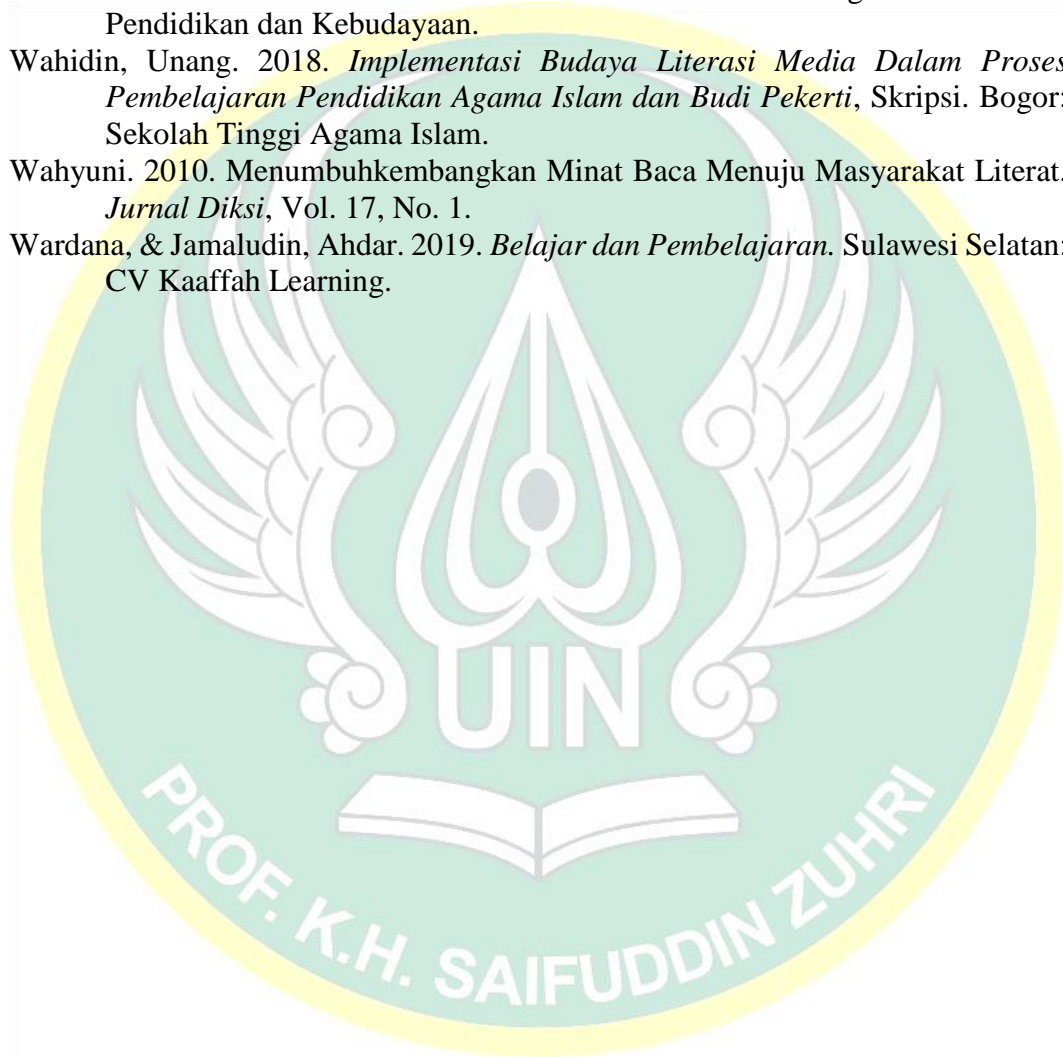 Pendidikan dan Kebudayaan.
Wahidin, Unang. 2018. Implementasi Budaya Literasi Media Dalam Proses
Pembelajaran Pendidikan Agama Islam dan Budi Pekerti, Skripsi. Bogor:
Sekolah Tinggi Agama Islam.
Wahyuni. 2010. Menumbuhkembangkan Minat Baca Menuju Masyarakat Literat.
Jurnal Diksi, Vol. 17, No. 1.
Wardana, & Jamaludin, Ahdar. 2019. Belajar dan Pembelajaran. Sulawesi Selatan:
CV Kaaffah Learning.
UIN
PROF. K.H. SAIFUDDIN ZUHRI